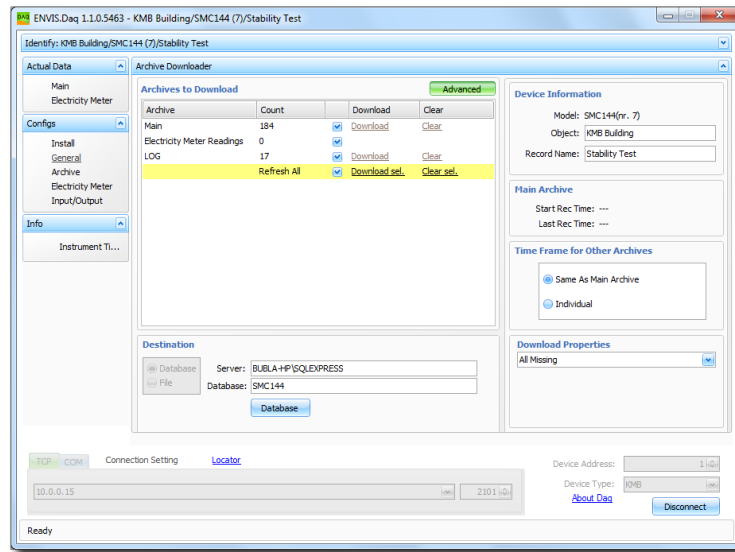 ENVIS.Daq 1.1.0.5463 - KMB Building/SMC144 (7)/Stability Test
Identify: KMB Building/SMC144 (7)/Stability Test
Actual Data
Main
Electricity Meter
Configs
Install
General
Archive
Electricity Meter
Input/Output
Info
Instrument Ti...
Archive Downloader
Archives to Download
Advanced
Archive Count Download Clear
Main 184 Download Clear
Electricity Meter Readings 0
LOG 17 Download Clear
Refresh All Download sel. Clear sel.
Destination
Database
File
Server: BUBLA-HP\SQLEXPRESS
Database: SMC144
Database
Device Information
Model: SMC144(nr. 7)
Object: KMB Building
Record Name: Stability Test
Main Archive
Start Rec Time: ---
Last Rec Time: ---
Time Frame for Other Archives
Same As Main Archive
Individual
Download Properties
All Missing
TCP COM Connection Setting Locator
10.0.0.15 2101
Device Address: 1
Device Type: KMB
About Daq
Disconnect
Ready